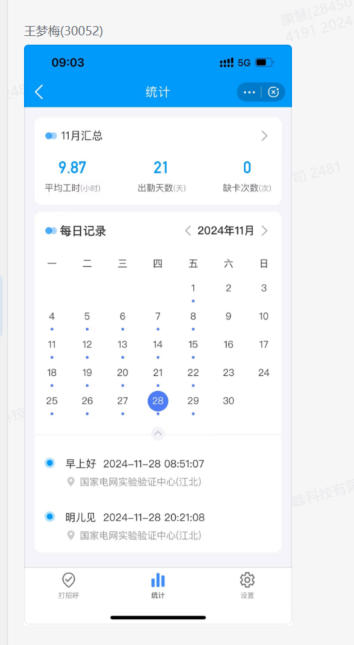 王梦梅(30052)
09:03 5G
统计
11月汇总
9.87 21 0
平均工时(小时) 出勤天数(天) 缺卡次数(次)
每日记录 2024年11月
一 二 三 四 五 六 日
1 2 3
4 5 6 7 8 9 10
11 12 13 14 15 16 17
18 19 20 21 22 23 24
25 26 27 28 29 30
早上好 2024-11-28 08:51:07
国家电网实验验证中心(江北)
明儿见 2024-11-28 20:21:08
国家电网实验验证中心(江北)
打招呼 统计 设置